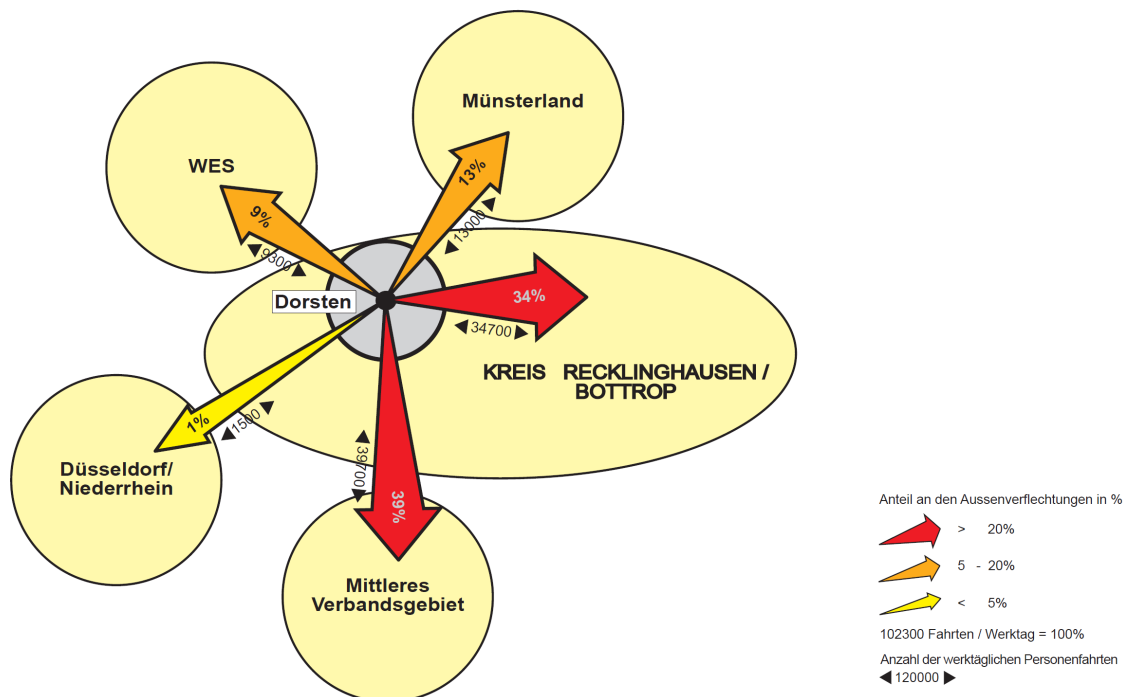 Münsterland
WES
13%
9%
13000
9300
Dorsten
34%
34700
KREIS RECKLINGHAUSEN /
BOTTROP
1%
1500
39700
Düsseldorf/
Niederrhein
39%
Mittleres
Verbandsgebiet
Anteil an den Aussenverflechtungen in %
> 20%
5 - 20%
< 5%
102300 Fahrten / Werktag = 100%
Anzahl der werktäglichen Personenfahrten
120000